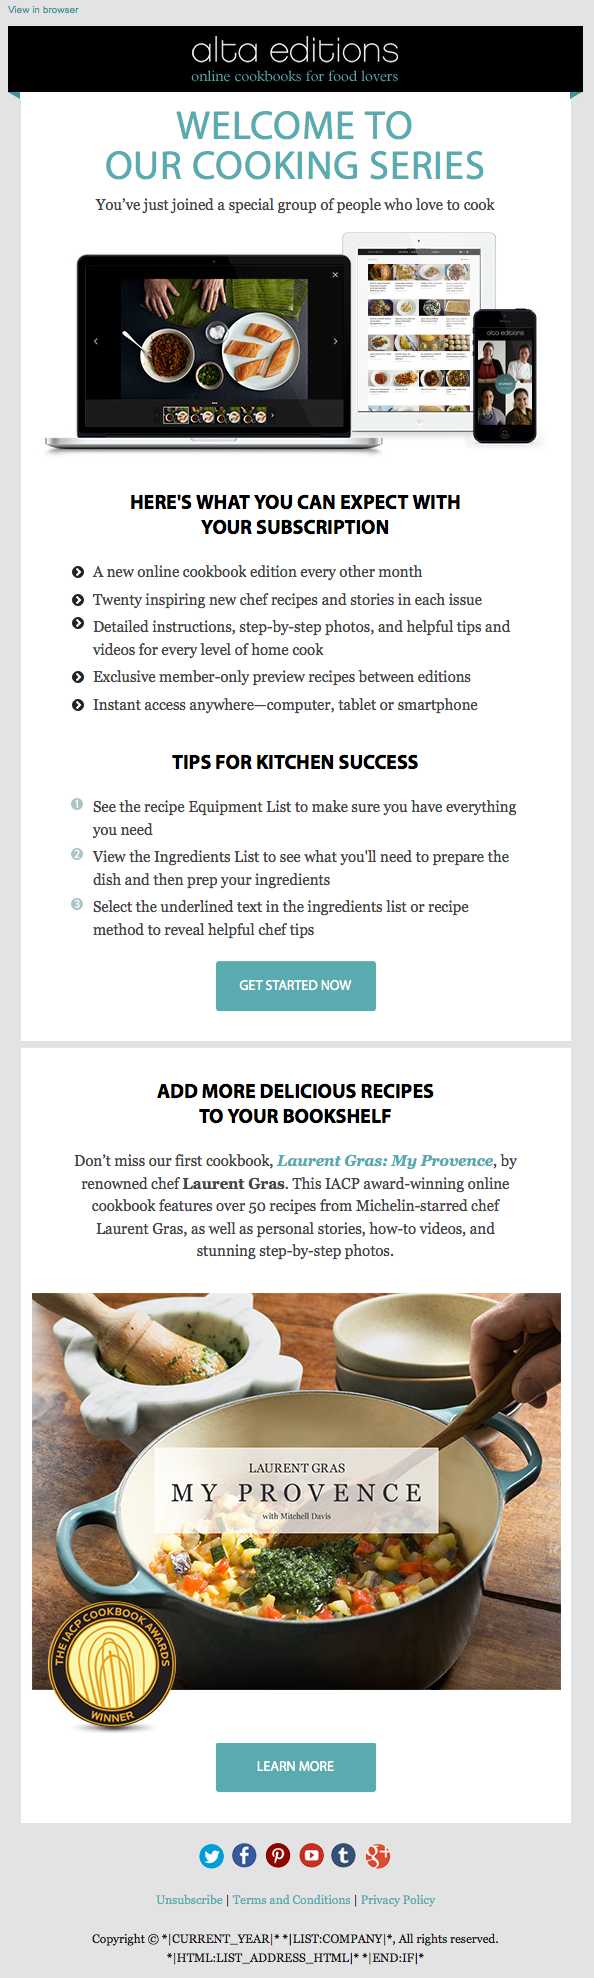 View in browser
alta editions
online cookbooks for food lovers
WELCOME TO
OUR COOKING SERIES
You’ve just joined a special group of people who love to cook
alta editions
HERE'S WHAT YOU CAN EXPECT WITH
YOUR SUBSCRIPTION
A new online cookbook edition every other month
Twenty inspiring new chef recipes and stories in each issue
Detailed instructions, step-by-step photos, and helpful tips and
videos for every level of home cook
Exclusive member-only preview recipes between editions
Instant access anywhere—computer, tablet or smartphone
TIPS FOR KITCHEN SUCCESS
1 See the recipe Equipment List to make sure you have everything
you need
2 View the Ingredients List to see what you'll need to prepare the
dish and then prep your ingredients
3 Select the underlined text in the ingredients list or recipe
method to reveal helpful chef tips
GET STARTED NOW
ADD MORE DELICIOUS RECIPES
TO YOUR BOOKSHELF
Don’t miss our first cookbook, Laurent Gras: My Provence, by
renowned chef Laurent Gras. This IACP award-winning online
cookbook features over 50 recipes from Michelin-starred chef
Laurent Gras, as well as personal stories, how-to videos, and
stunning step-by-step photos.
LAURENT GRAS
MY PROVENCE
with Mitchell Davis
THE IACP COOKBOOK AWARDS
WINNER
LEARN MORE
Unsubscribe | Terms and Conditions | Privacy Policy
Copyright © *|CURRENT_YEAR|* *|LIST:COMPANY|*, All rights reserved.
*|HTML:LIST_ADDRESS_HTML|* *|END:IF|*